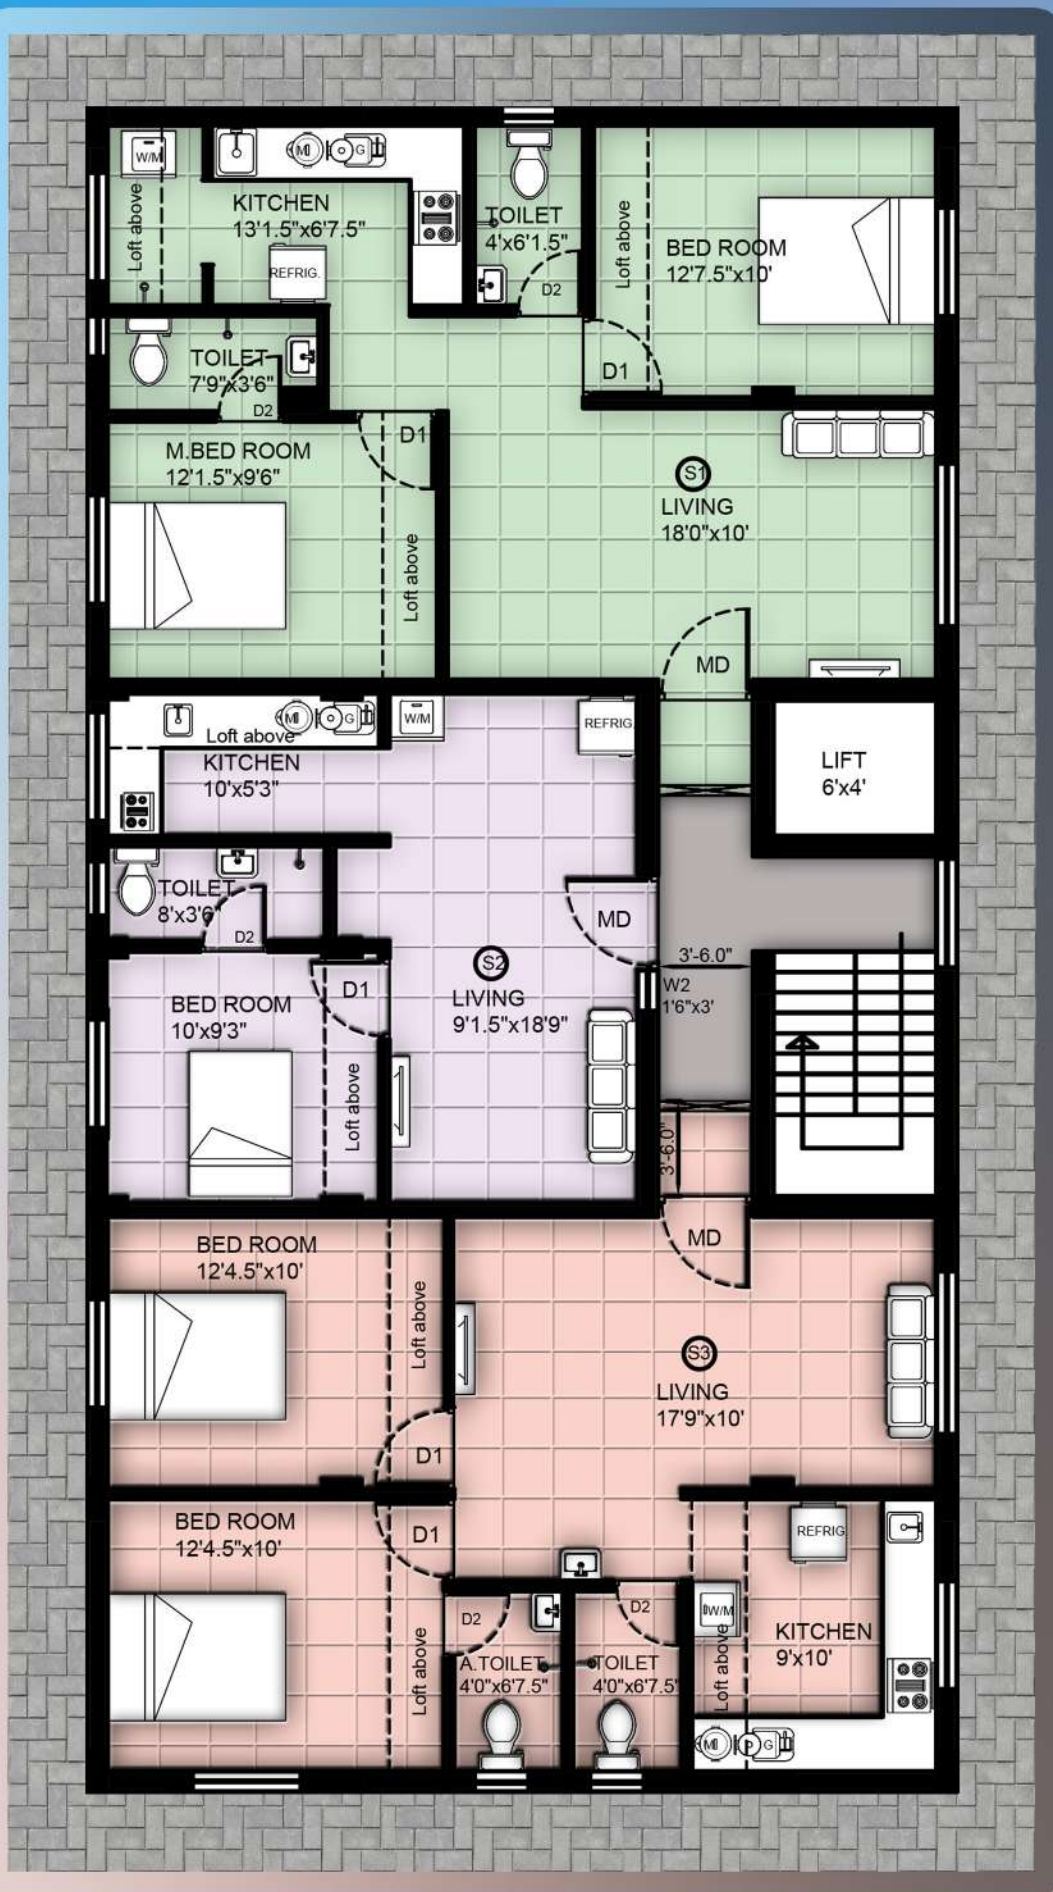 W/M
Loft above
KITCHEN
13'1.5"x6'7.5"
M
G
REFRIG.
TOILET
4'x6'1.5"
D2
Loft above
BED ROOM
12'7.5"x10'
D1
TOILET
7'9"x3'6"
D2
M.BED ROOM
12'1.5"x9'6"
D1
Loft above
S1
LIVING
18'0"x10'
MD
Loft above
M
G
W/M
REFRIG.
KITCHEN
10'x5'3"
LIFT
6'x4'
TOILET
8'x3'6"
D2
MD
S2
LIVING
9'1.5"x18'9"
3'-6.0"
W2
1'6"x3'
BED ROOM
10'x9'3"
D1
Loft above
3'-6.0"
MD
BED ROOM
12'4.5"x10'
Loft above
D1
S3
LIVING
17'9"x10'
BED ROOM
12'4.5"x10'
D1
Loft above
D2
A.TOILET
4'0"x6'7.5"
D2
TOILET
4'0"x6'7.5"
REFRIG.
W/M
Loft above
KITCHEN
9'x10'
M
P
G